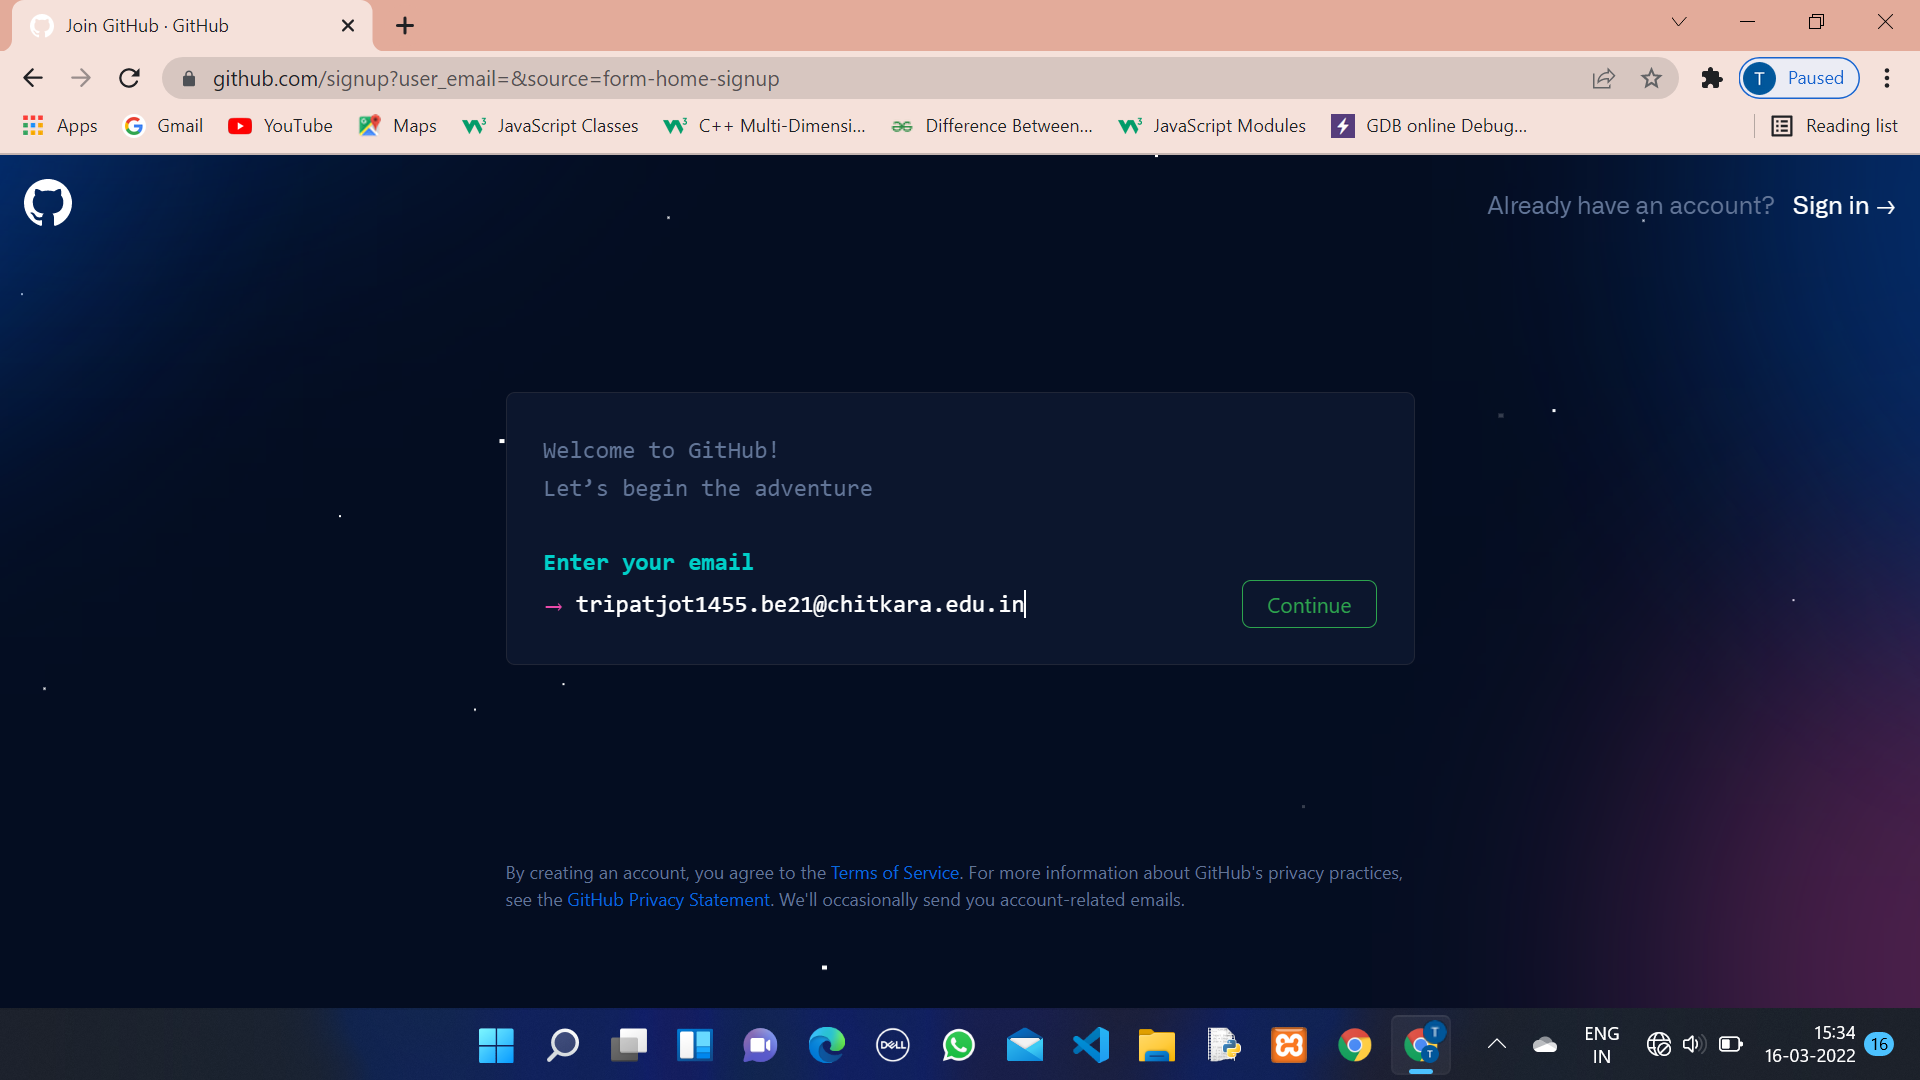 Join GitHub · GitHub
github.com/signup?user_email=&source=form-home-signup
T Paused
Apps Gmail YouTube Maps JavaScript Classes C++ Multi-Dimensi... Difference Between... JavaScript Modules GDB online Debug... Reading list
Already have an account? Sign in →
Welcome to GitHub!
Let’s begin the adventure
Enter your email
→ tripatjot1455.be21@chitkara.edu.in
Continue
By creating an account, you agree to the Terms of Service. For more information about GitHub's privacy practices,
see the GitHub Privacy Statement. We'll occasionally send you account-related emails.
DELL
T
T
ENG
IN
15:34
16-03-2022
16